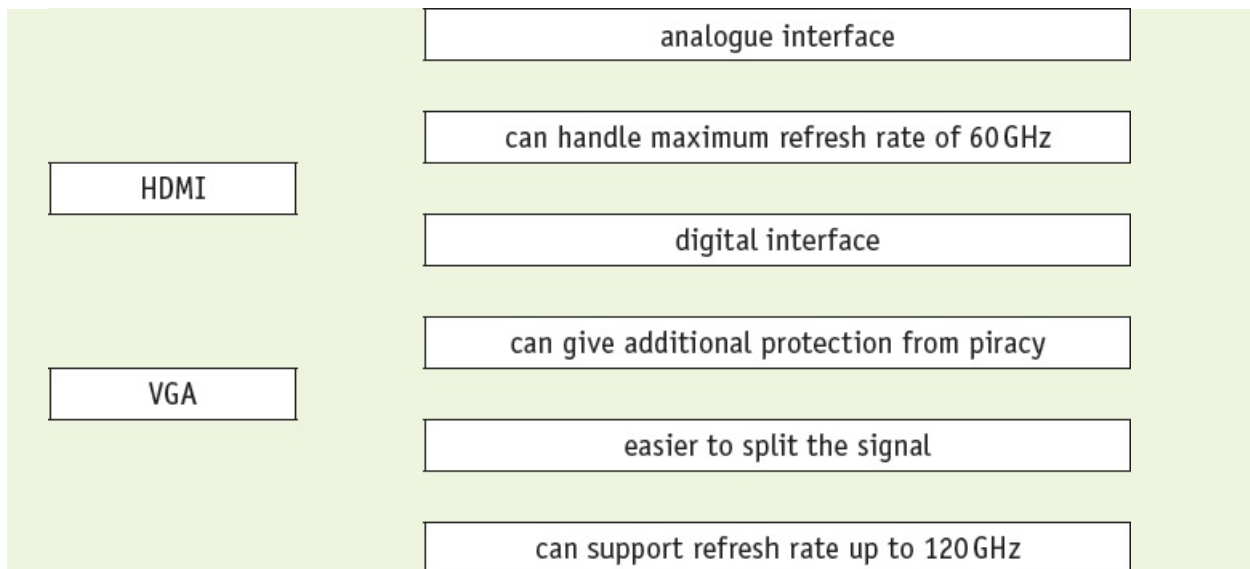 analogue interface
can handle maximum refresh rate of 60 GHz
HDMI
digital interface
can give additional protection from piracy
VGA
easier to split the signal
can support refresh rate up to 120 GHz